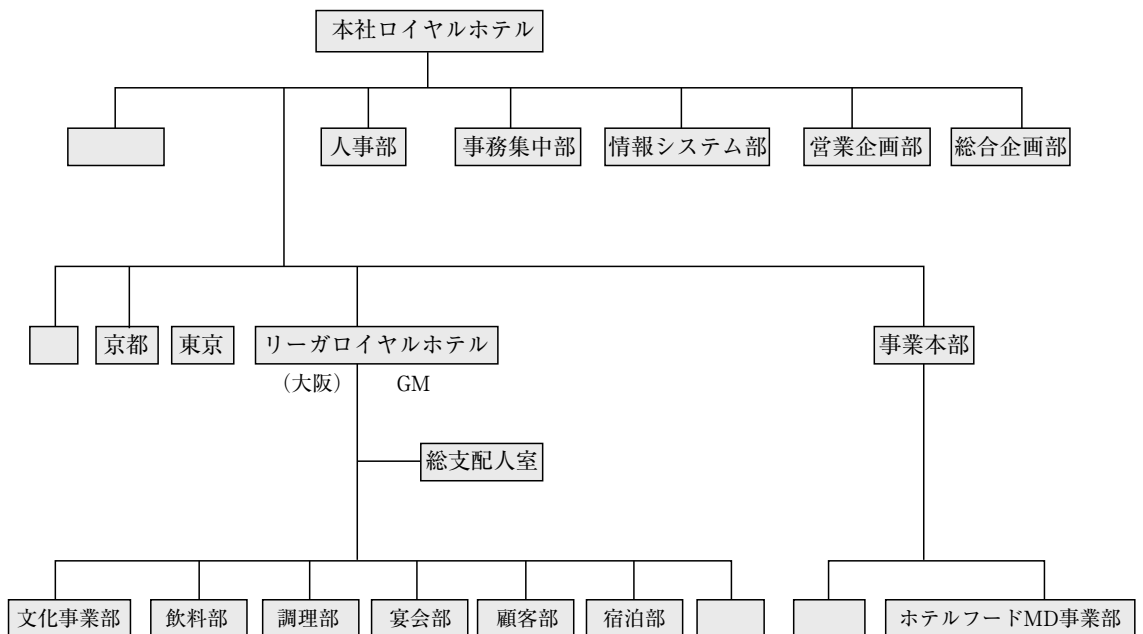 本社ロイヤルホテル
人事部
事務集中部
情報システム部
営業企画部
総合企画部
京都
東京
リーガロイヤルホテル
事業本部
（大阪） GM
総支配人室
文化事業部
飲料部
調理部
宴会部
顧客部
宿泊部
ホテルフードMD事業部